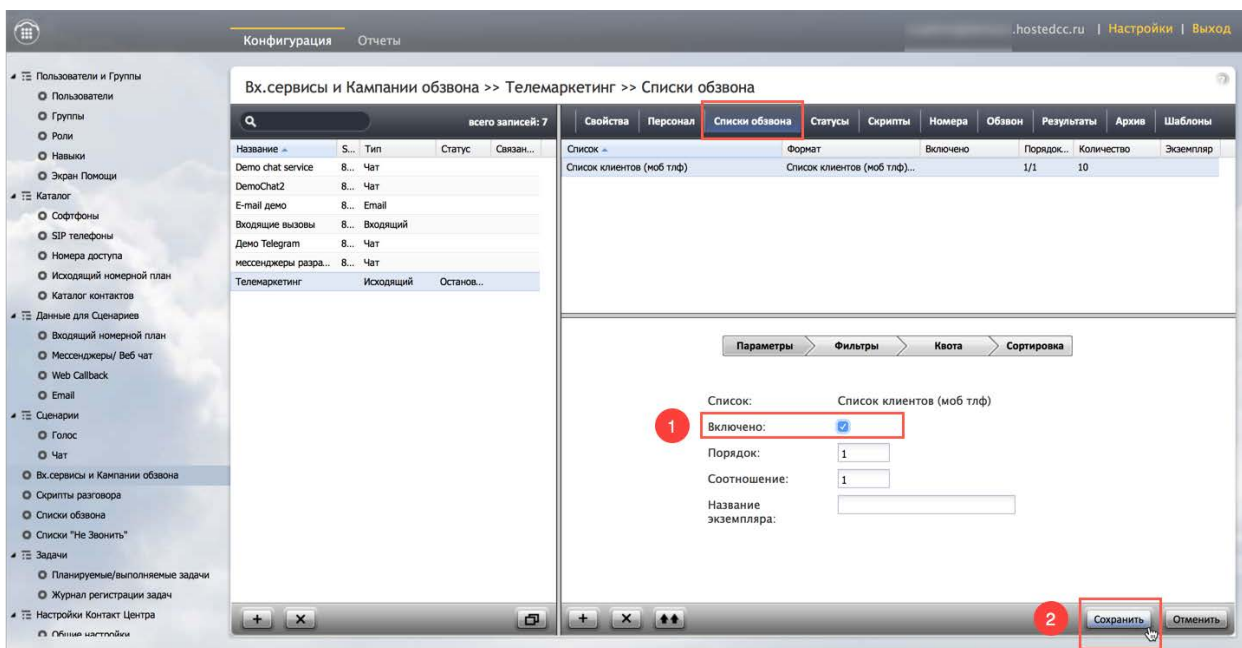 .hostedcc.ru | Настройки | Выход
Конфигурация Отчеты
Пользователи и Группы
Пользователи
Группы
Роли
Навыки
Экран Помощи
Каталог
Софтфоны
SIP телефоны
Номера доступа
Исходящий номерной план
Каталог контактов
Данные для Сценариев
Входящий номерной план
Мессенджеры/ Веб чат
Web Callback
Email
Сценарии
Голос
Чат
Вх.сервисы и Кампании обзвона
Скрипты разговора
Списки обзвона
Списки "Не Звонить"
Задачи
Планируемые/выполняемые задачи
Журнал регистрации задач
Настройки Контакт Центра
Общие настройки
Вх.сервисы и Кампании обзвона >> Телемаркетинг >> Списки обзвона
всего записей: 7
Название S... Тип Статус Связан...
Demo chat service 8... Чат
DemoChat2 8... Чат
E-mail демо 8... Email
Входящие вызовы 8... Входящий
Демо Telegram 8... Чат
мессенджеры разра... 8... Чат
Телемаркетинг Исходящий Останов...
Свойства Персонал Списки обзвона Статусы Скрипты Номера Обзвон Результаты Архив Шаблоны
Список Формат Включено Порядок... Количество Экземпляр
Список клиентов (моб тлф) Список клиентов (моб тлф)... 1/1 10
Параметры Фильтры Квота Сортировка
Список: Список клиентов (моб тлф)
1 Включено:
Порядок: 1
Соотношение: 1
Название
экземпляра:
2 Сохранить Отменить